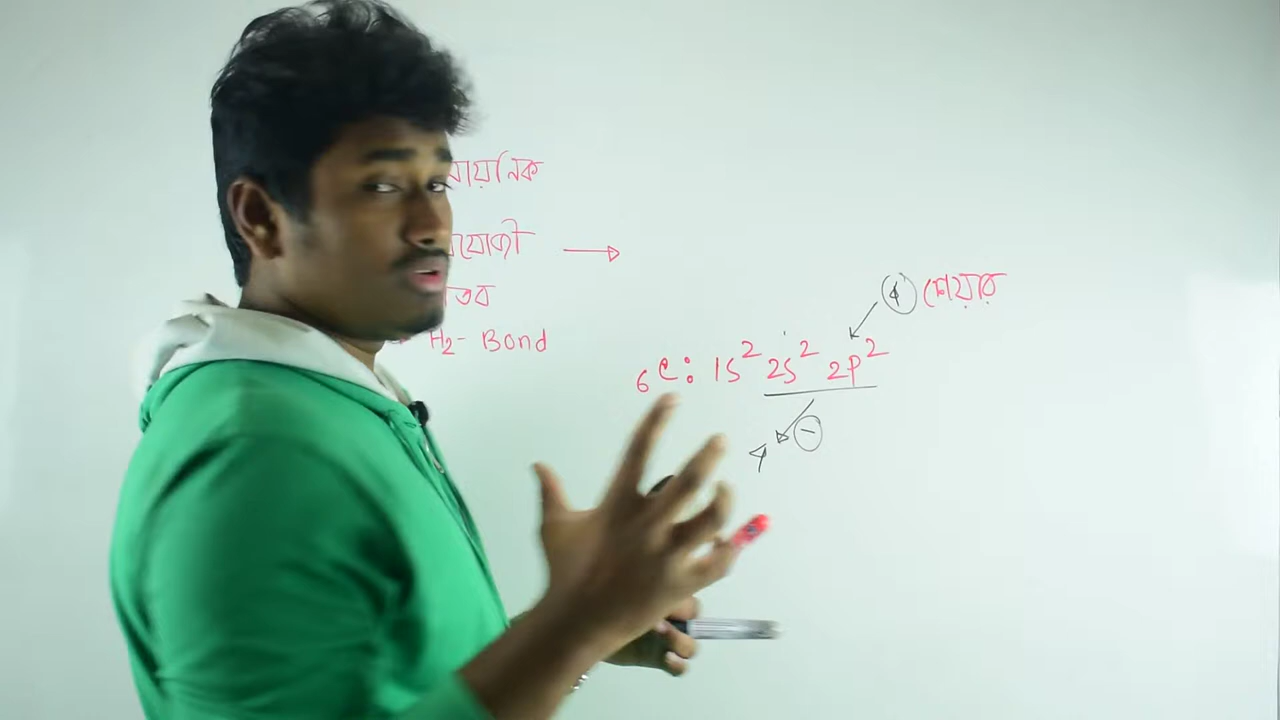 য়নিক
যোজী →
তব
H2- Bond
4 শেয়ার
6C: 1s² 2s² 2p²
−
4